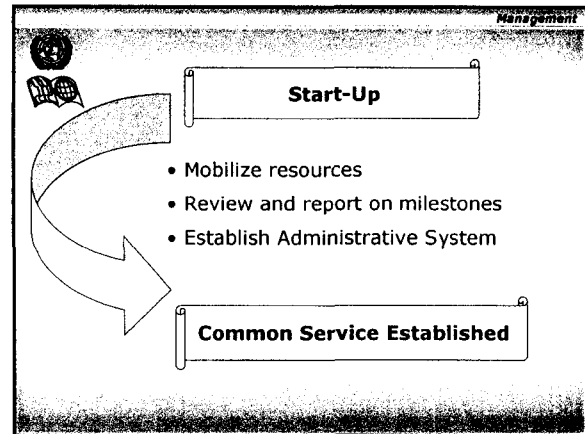 Management
Start-Up
• Mobilize resources
• Review and report on milestones
• Establish Administrative System
Common Service Established